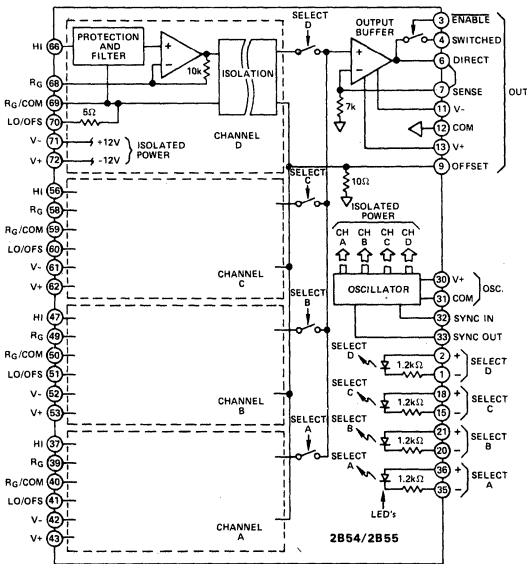 SELECT
D
OUTPUT
BUFFER
3 ENABLE
4 SWITCHED
6 DIRECT
7 SENSE
OUT
11 V-
12 COM
13 V+
9 OFFSET
HI 66
PROTECTION
AND
FILTER
+
-
10k
ISOLATION
+
-
7k
RG 68
RG/COM 69
LO/OFS 70
5Ω
V- 71 +12V
V+ 72 -12V
ISOLATED
POWER
CHANNEL
D
10Ω
SELECT
C
HI 56
RG 58
RG/COM 59
LO/OFS 60
V- 61
V+ 62
CHANNEL
C
ISOLATED
POWER
CH A CH B CH C CH D
OSCILLATOR
30 V+
31 COM
OSC.
32 SYNC IN
33 SYNC OUT
SELECT
B
HI 47
RG 49
RG/COM 50
LO/OFS 51
V- 52
V+ 53
CHANNEL
B
SELECT
D
1.2kΩ
2 +
1 -
SELECT
D
SELECT
C
1.2kΩ
18 +
15 -
SELECT
C
SELECT
B
1.2kΩ
21 +
20 -
SELECT
B
SELECT
A
1.2kΩ
36 +
35 -
SELECT
A
LED's
SELECT
A
HI 37
RG 39
RG/COM 40
LO/OFS 41
V- 42
V+ 43
CHANNEL
A
2B54/2B55